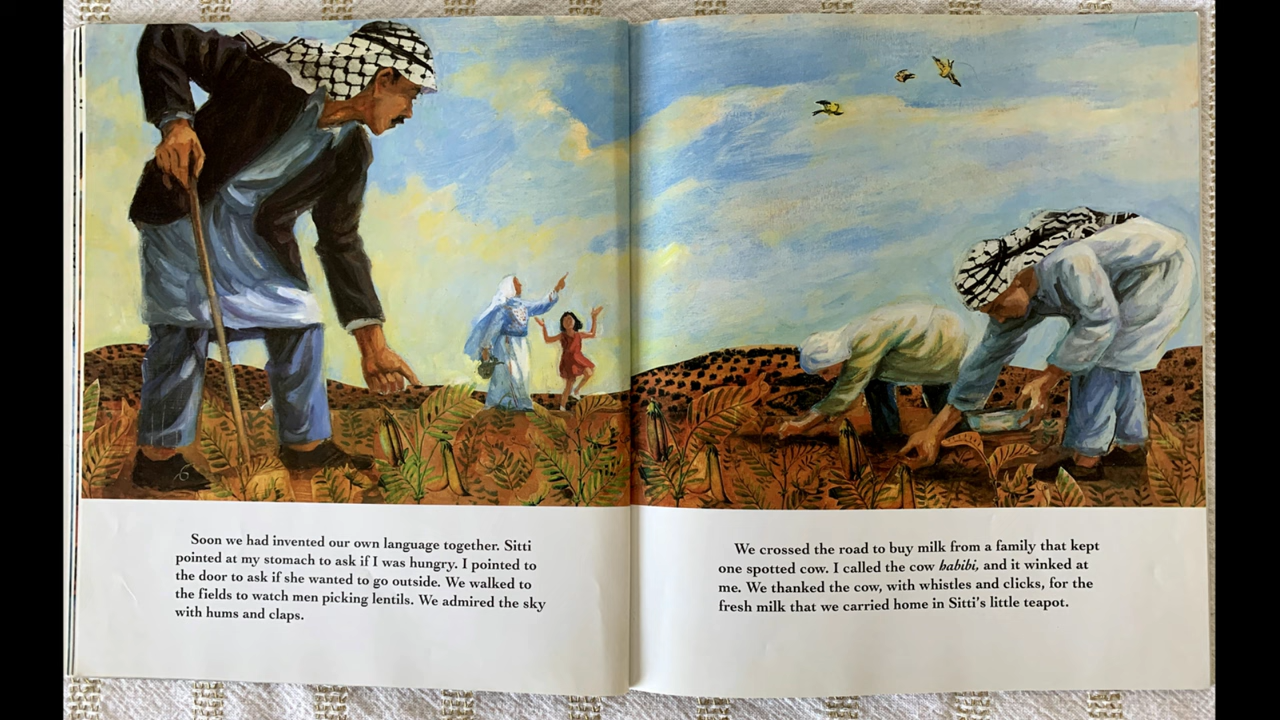 Soon we had invented our own language together. Sitti
pointed at my stomach to ask if I was hungry. I pointed to
the door to ask if she wanted to go outside. We walked to
the fields to watch men picking lentils. We admired the sky
with hums and claps.
We crossed the road to buy milk from a family that kept
one spotted cow. I called the cow habibi, and it winked at
me. We thanked the cow, with whistles and clicks, for the
fresh milk that we carried home in Sitti's little teapot.